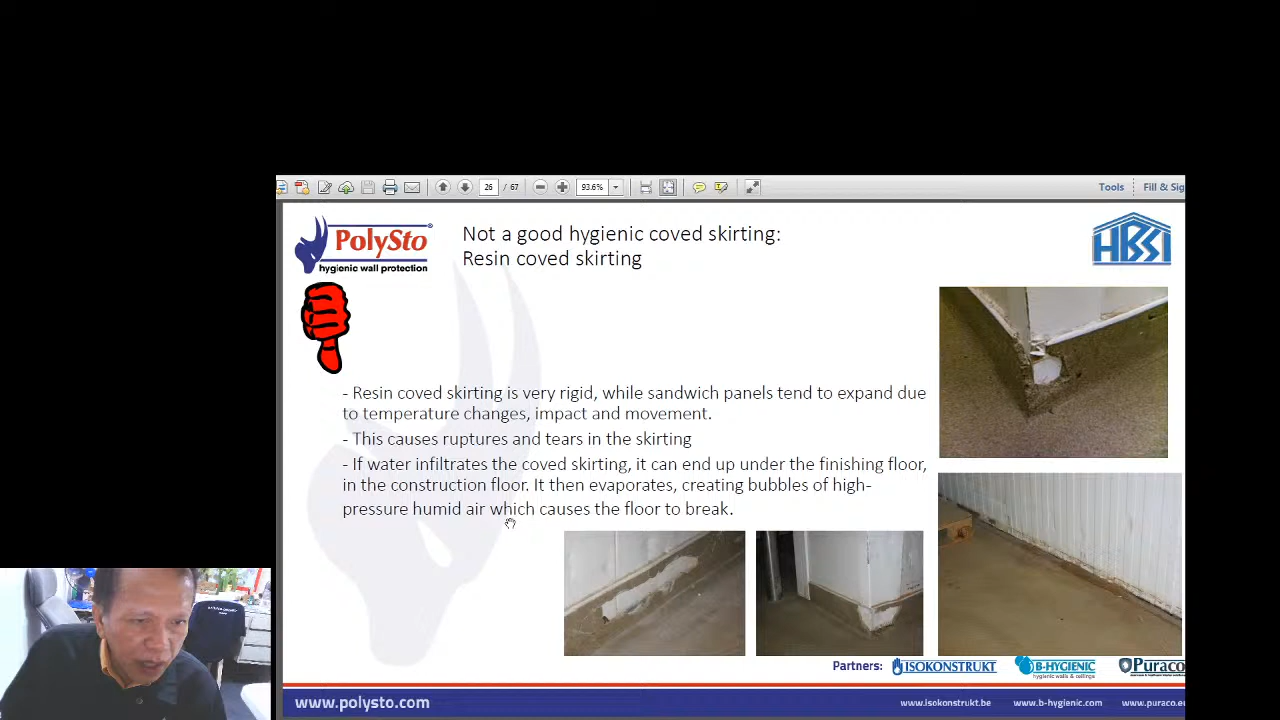 26 / 67
93.6%
Tools
Fill & Sig
PolySto®
hygienic wall protection
Not a good hygienic coved skirting:
Resin coved skirting
HBSI
- Resin coved skirting is very rigid, while sandwich panels tend to expand due
to temperature changes, impact and movement.
- This causes ruptures and tears in the skirting
- If water infiltrates the coved skirting, it can end up under the finishing floor,
in the construction floor. It then evaporates, creating bubbles of high-
pressure humid air which causes the floor to break.
Partners:
ISOKONSTRUKT
B-HYGIENIC
hygienic walls & ceilings
Puraco
www.polysto.com
www.isokonstrukt.be
www.b-hygienic.com
www.puraco.eu